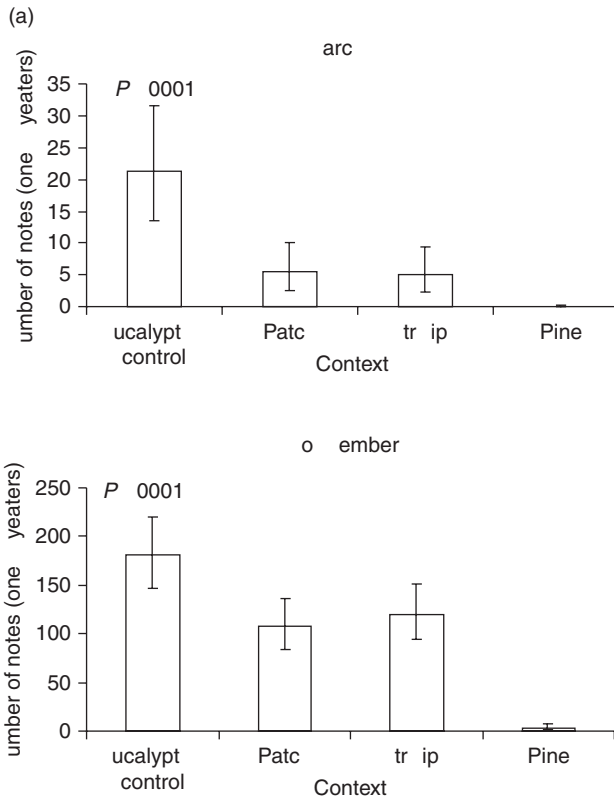 (a)
arc
P 0001
35
30
25
20
15
10
5
0
umber of notes (one yeaters)
ucalypt control
Patc
tr ip
Pine
Context
o ember
P 0001
250
200
150
100
50
0
umber of notes (one yeaters)
ucalypt control
Patc
tr ip
Pine
Context